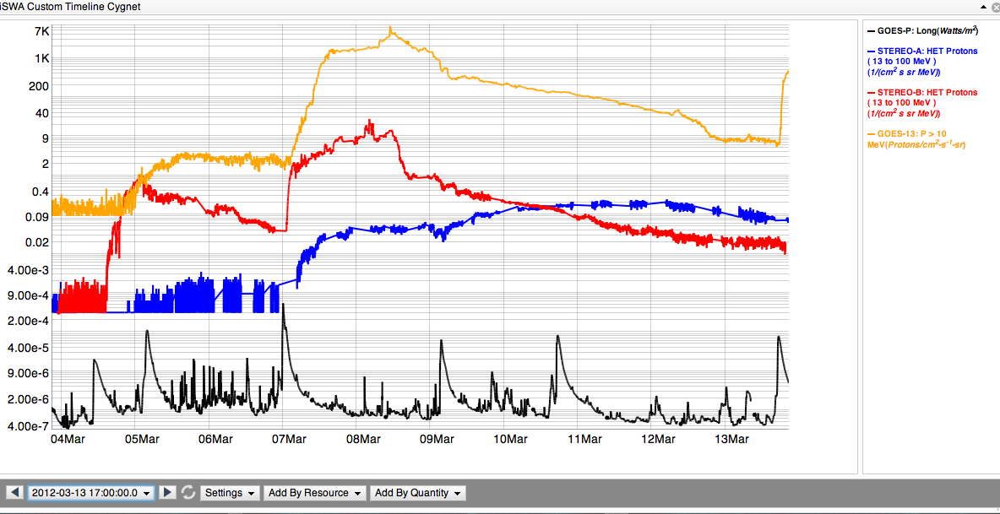 iSWA Custom Timeline Cygnet
7K
1K
200
40
9
2
0.4
0.09
0.02
4.00e-3
9.00e-4
2.00e-4
4.00e-5
9.00e-6
2.00e-6
4.00e-7
04Mar 05Mar 06Mar 07Mar 08Mar 09Mar 10Mar 11Mar 12Mar 13Mar
GOES-P: Long(Watts/m²)
STEREO-A: HET Protons
( 13 to 100 MeV )
(1/(cm² s sr MeV))
STEREO-B: HET Protons
( 13 to 100 MeV )
(1/(cm² s sr MeV))
GOES-13: P > 10
MeV(Protons/cm²-s⁻¹-sr)
2012-03-13 17:00:00.0 Settings Add By Resource Add By Quantity